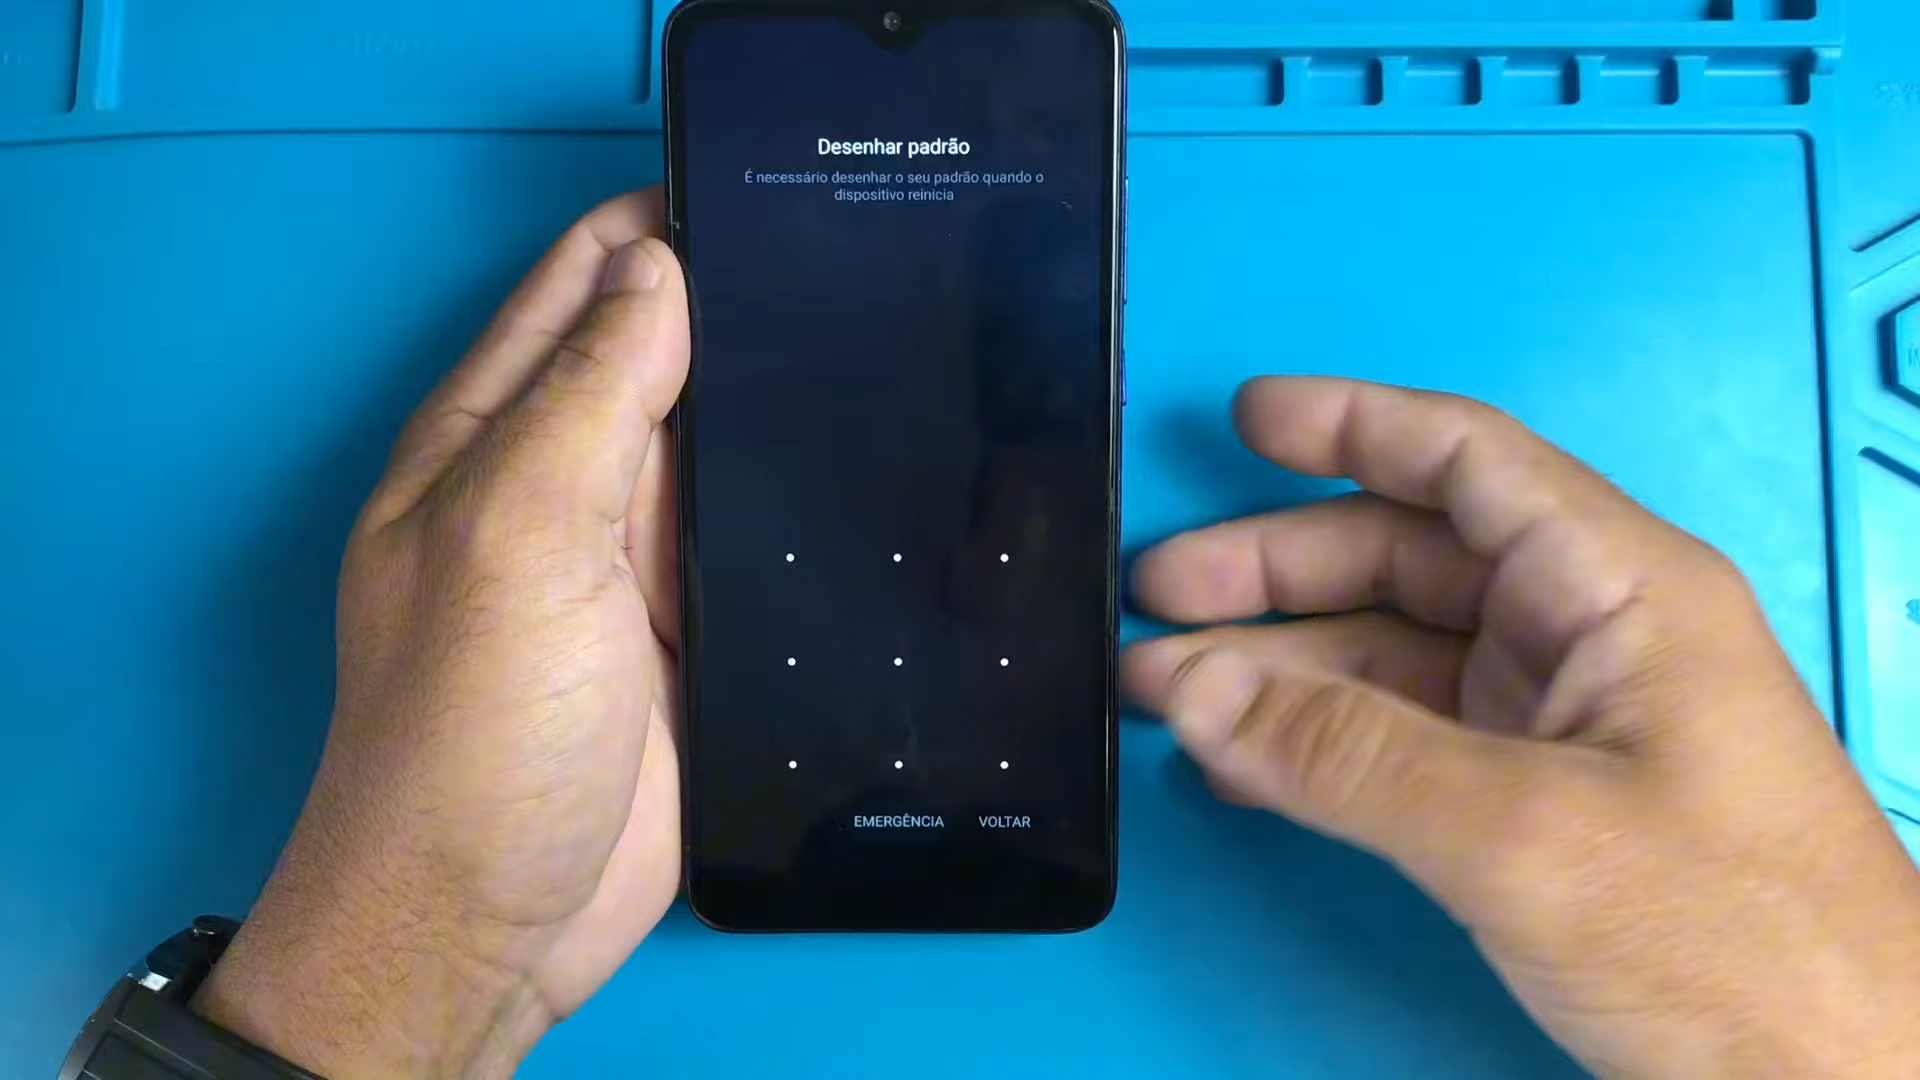 Desenhar padrão
É necessário desenhar o seu padrão quando o
dispositivo reinicia
EMERGÊNCIA VOLTAR